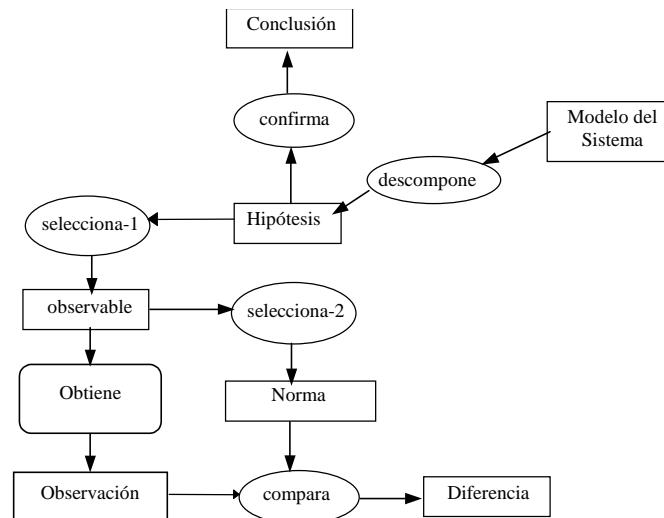 Conclusión
confirma
Modelo del
Sistema
descompone
selecciona-1
Hipótesis
observable
selecciona-2
Obtiene
Norma
Observación
compara
Diferencia